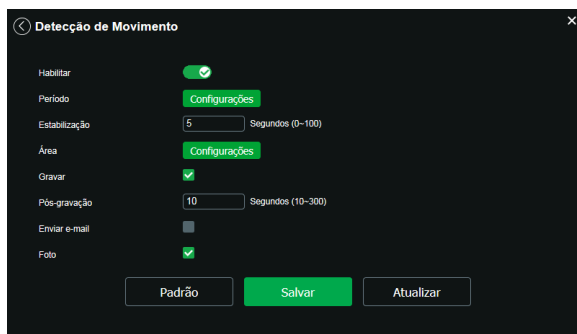 Detecção de Movimento
Habilitar
Período Configurações
Estabilização 5 Segundos (0~100)
Área Configurações
Gravar
Pós-gravação 10 Segundos (10~300)
Enviar e-mail
Foto
Padrão Salvar Atualizar